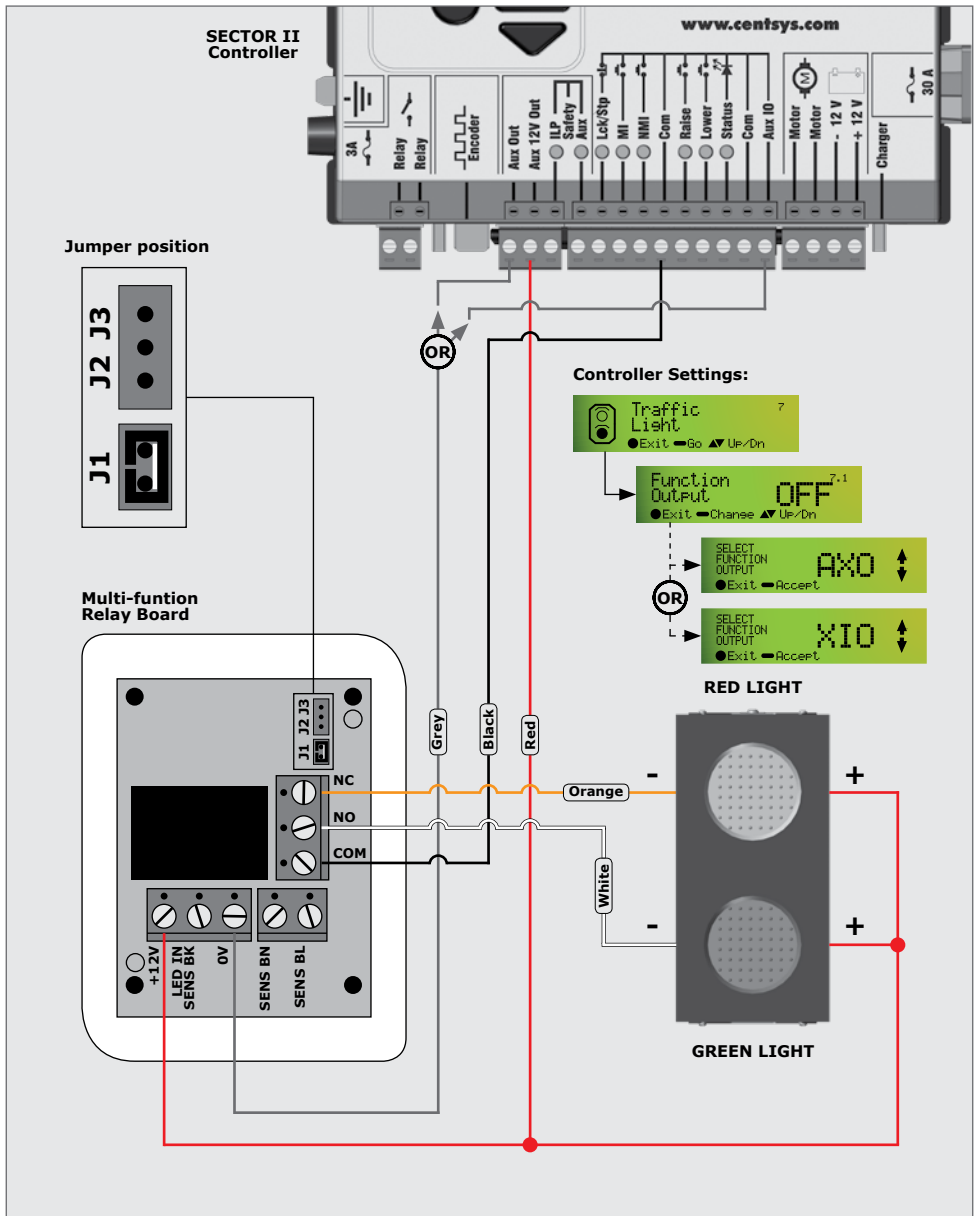 www.centsys.com
SECTOR II
Controller
3A
Relay
Relay
Encoder
Aux Out
Aux 12V Out
ILP
Safety
Aux
Lck/Stp
MI
NMI
Com
Raise
Lower
Status
Com
Aux IO
M
Motor
Motor
- 12 V
+ 12 V
Charger
30 A
Jumper position
J3
J2
J1
OR
Controller Settings:
Traffic
Light
7
Exit Go Up/Dn
Function
Output
OFF
7.1
Exit Change Up/Dn
SELECT
FUNCTION
OUTPUT
AXO
Exit Accept
OR
SELECT
FUNCTION
OUTPUT
XIO
Exit Accept
Multi-funtion
Relay Board
J1 J2 J3
NC
NO
COM
+12V
LED IN
SENS BK
0V
SENS BN
SENS BL
Grey
Black
Red
Orange
White
RED LIGHT
- +
- +
GREEN LIGHT